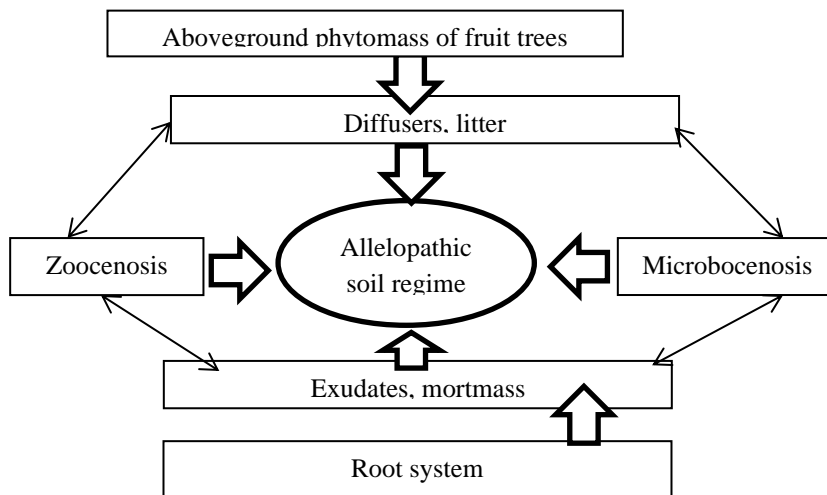 Aboveground phytomass of fruit trees
Diffusers, litter
Zoocenosis
Allelopathic
soil regime
Microbocenosis
Exudates, mortmass
Root system